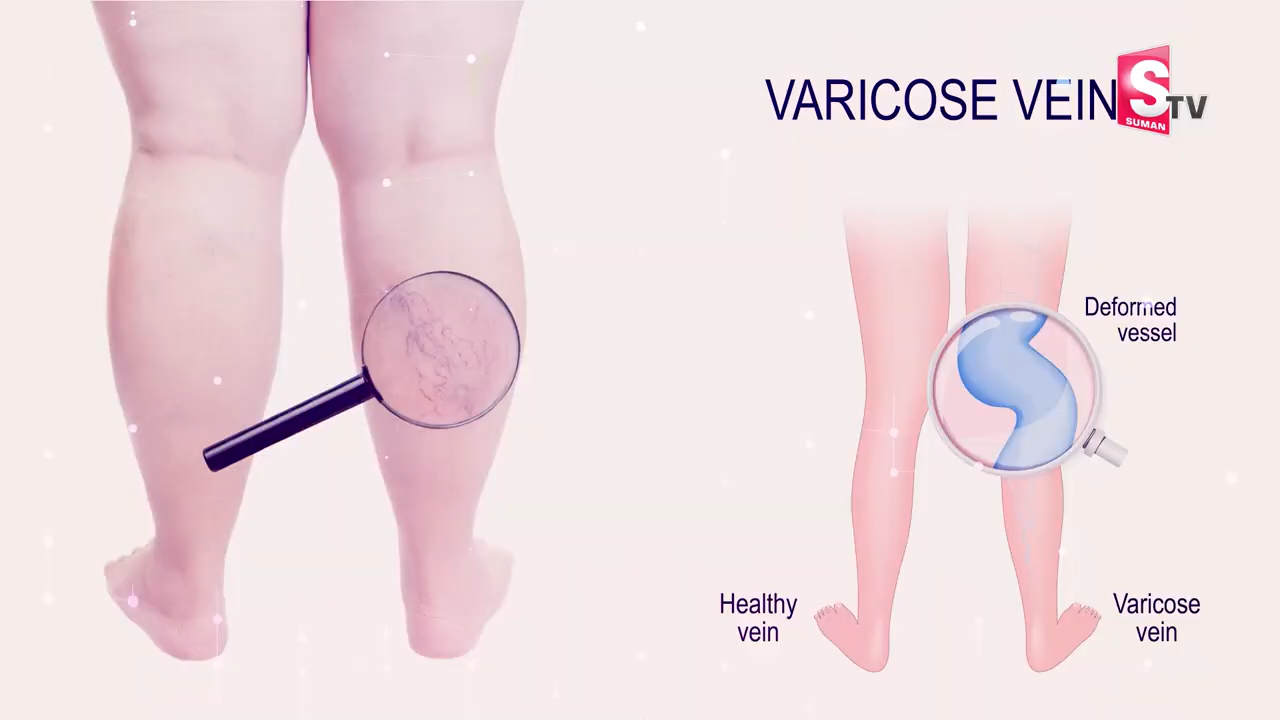 VARICOSE VEIN
S
TV
SUMAN
Deformed
vessel
Healthy
vein
Varicose
vein